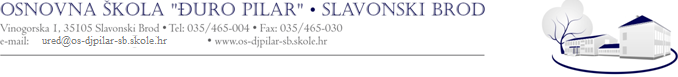 OSNOVNA ŠKOLA "ĐURO PILAR" • SLAVONSKI BROD
Vinogorska 1, 35105 Slavonski Brod • Tel: 035/465-004 • Fax: 035/465-030
e-mail: ured@os-djpilar-sb.skole.hr • www.os-djpilar-sb.skole.hr